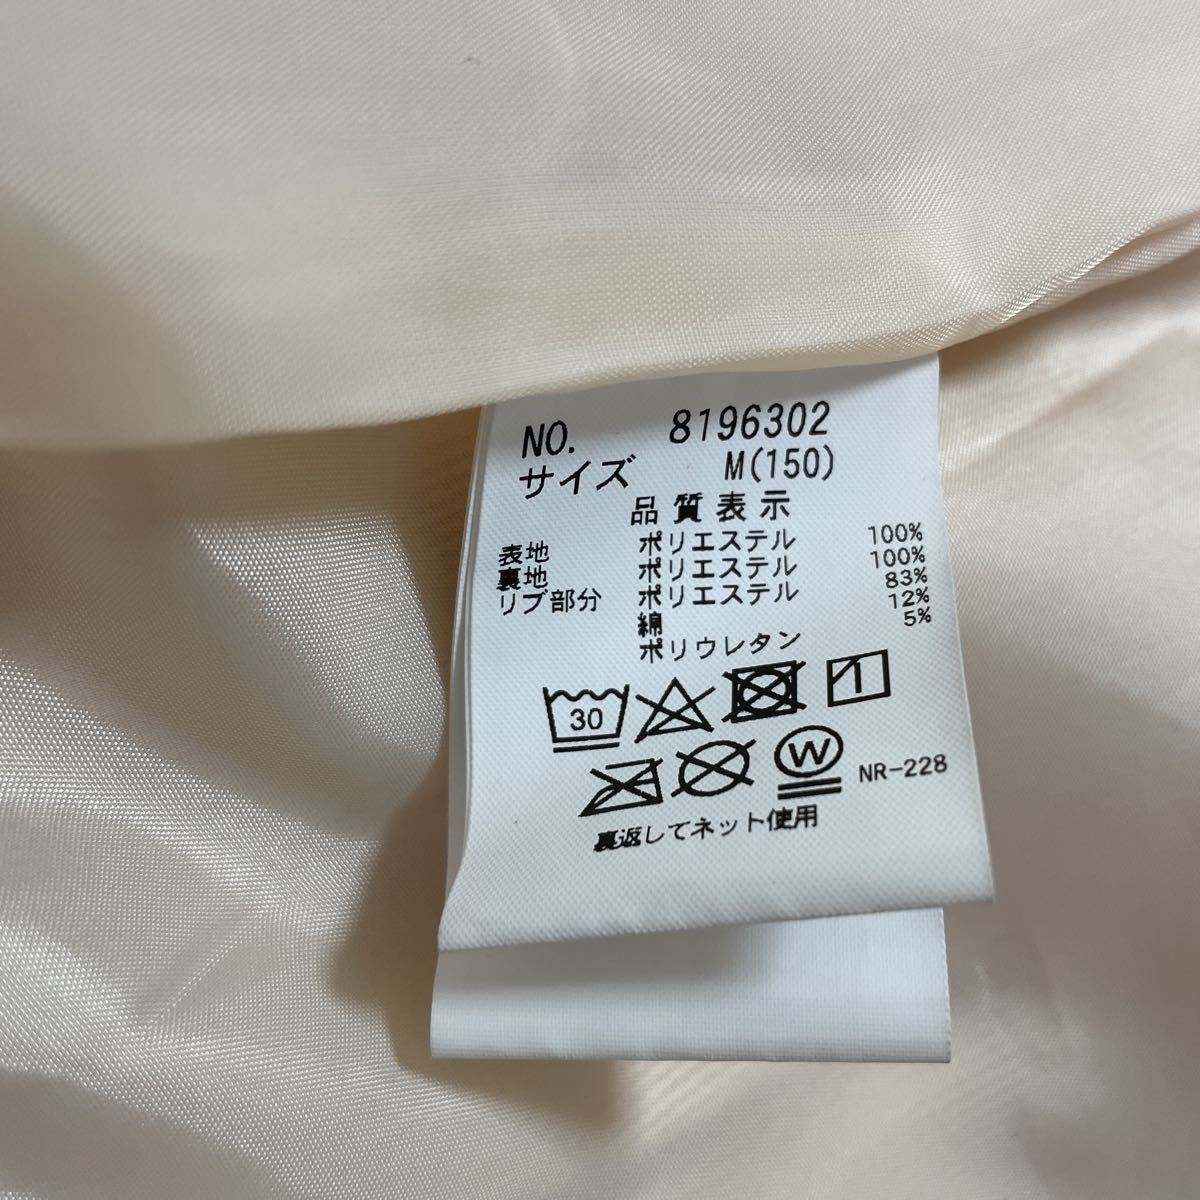 NO. 8196302
サイズ M(150)
品質表示
表地 ポリエステル 100%
裏地 ポリエステル 100%
リブ部分 ポリエステル 83%
綿 12%
ポリウレタン 5%
30
W NR-228
裏返してネット使用